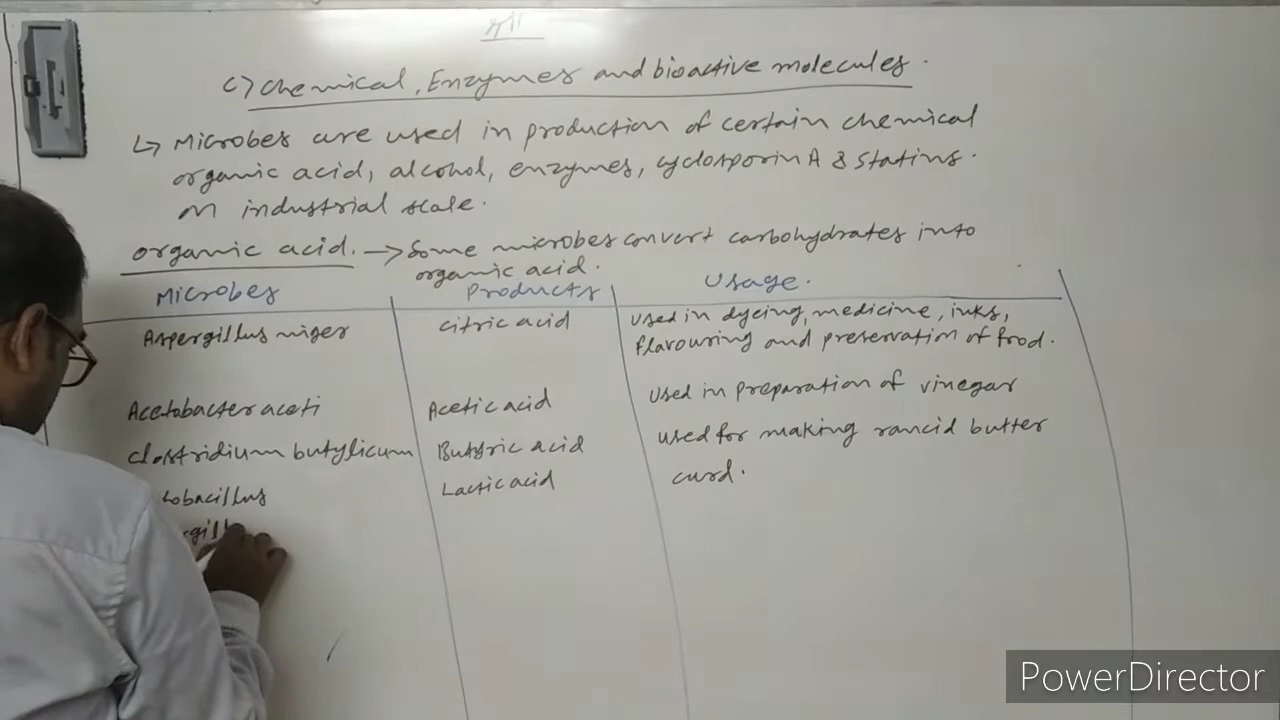 c) Chemical, Enzymes and bioactive molecules.
↳ Microbes are used in production of certain chemical
organic acid, alcohol, enzymes, cyclosporin A & Statins.
on industrial scale.
organic acid. → Some microbes convert carbohydrates into
organic acid.
Microbes Products Usage.
Aspergillus niger citric acid used in dyeing, medicine, inks,
flavouring and preservation of food.
Acetobacter aceti Acetic acid used in preparation of vinegar
clostridium butylicum Butyric acid used for making rancid butter
tobacillus Lactic acid curd.
rgill
PowerDirector